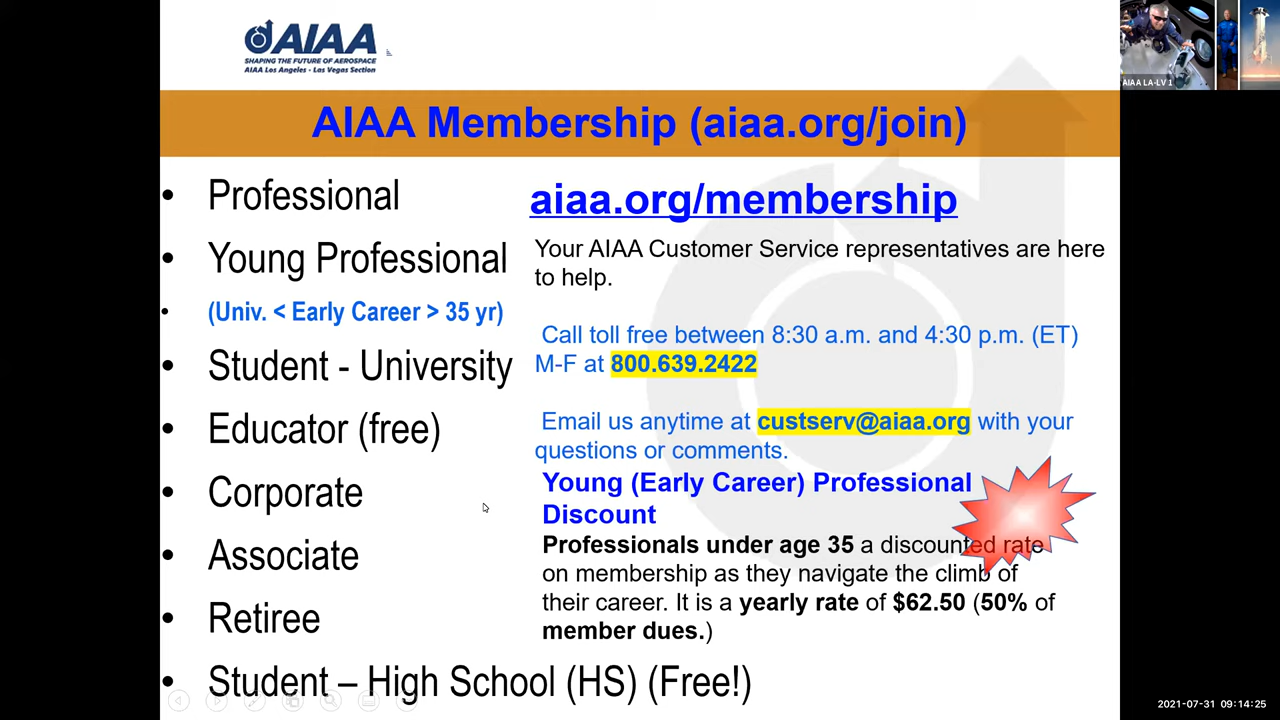 AIAA
SHAPING THE FUTURE OF AEROSPACE
AIAA Los Angeles - Las Vegas Section
AIAA LA-LV 1
AIAA Membership (aiaa.org/join)
• Professional
• Young Professional
• (Univ. < Early Career > 35 yr)
• Student - University
• Educator (free)
• Corporate
• Associate
• Retiree
• Student – High School (HS) (Free!)
aiaa.org/membership
Your AIAA Customer Service representatives are here
to help.
Call toll free between 8:30 a.m. and 4:30 p.m. (ET)
M-F at 800.639.2422
Email us anytime at custserv@aiaa.org with your
questions or comments.
Young (Early Career) Professional
Discount
Professionals under age 35 a discounted rate
on membership as they navigate the climb of
their career. It is a yearly rate of $62.50 (50% of
member dues.)
2021-07-31 09:14:25